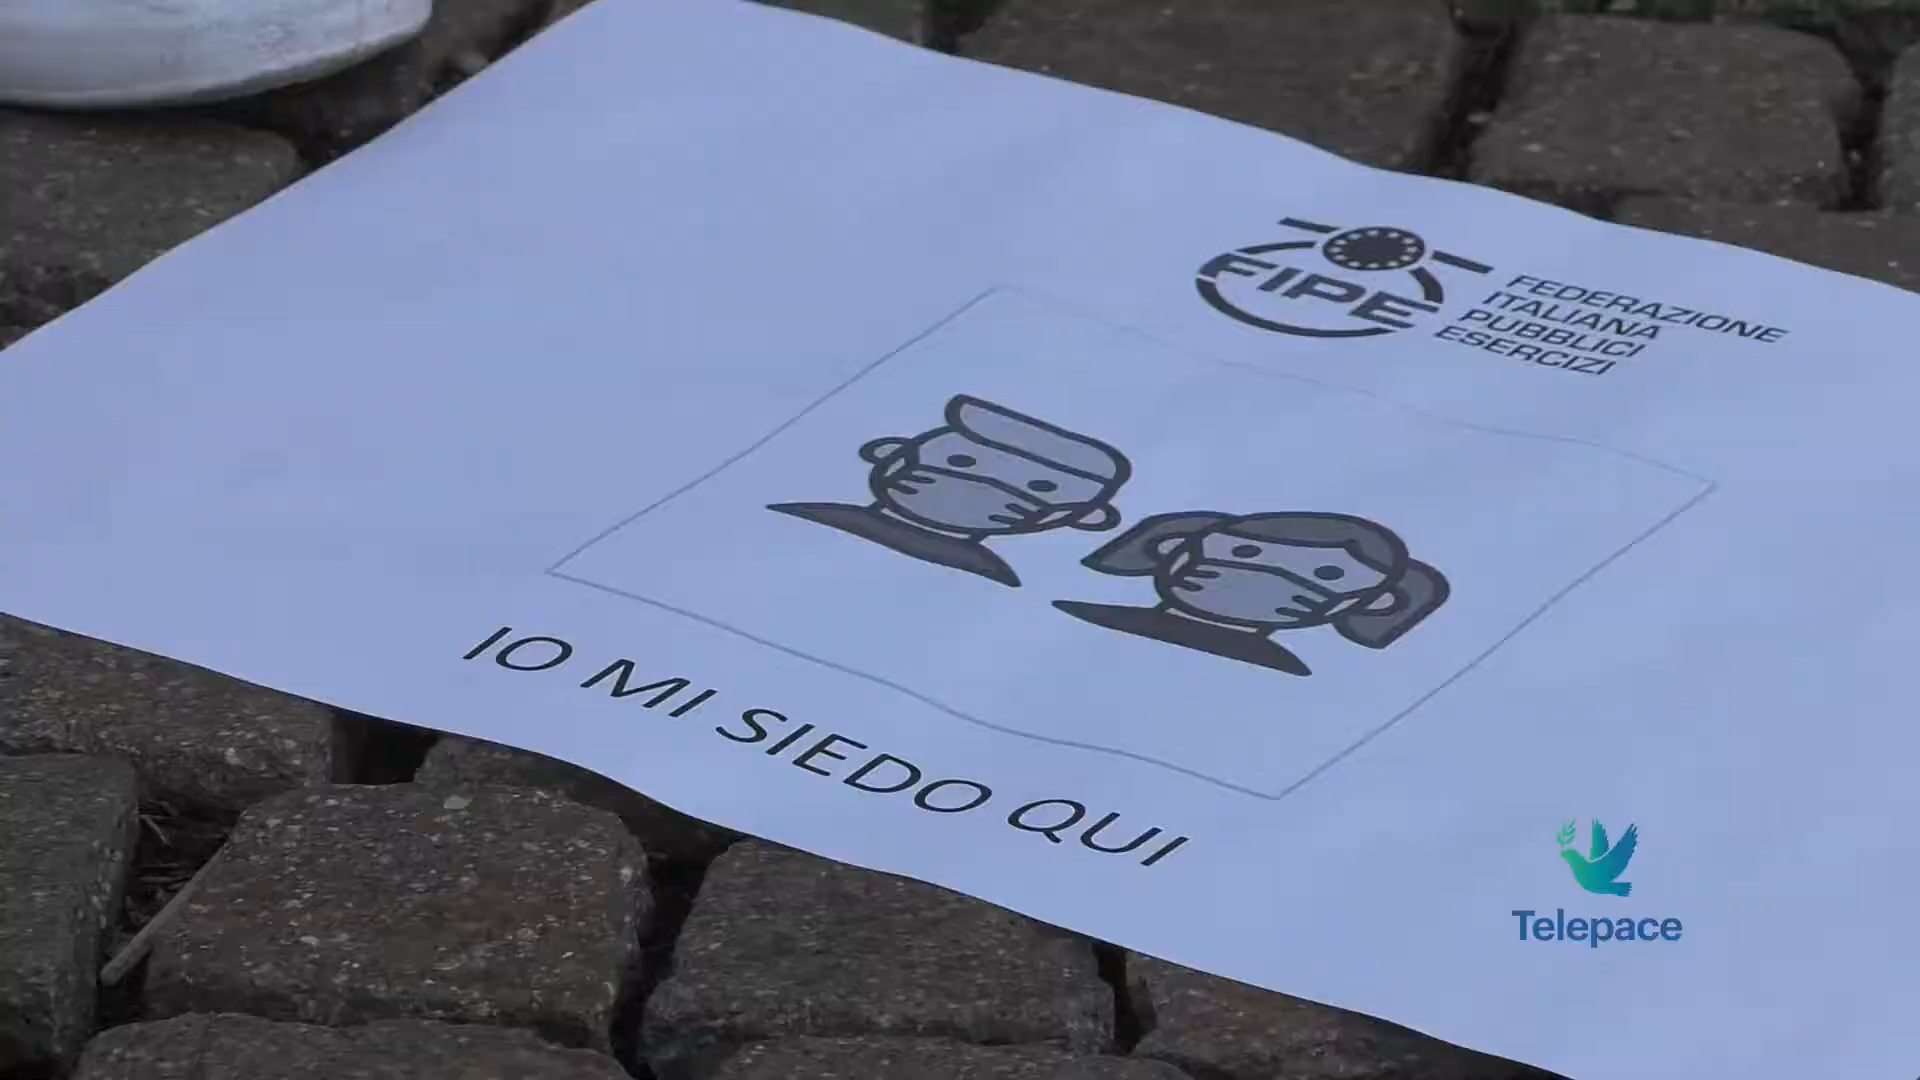 FIPE
FEDERAZIONE
ITALIANA
PUBBLICI
ESERCIZI
IO MI SIEDO QUI
Telepace